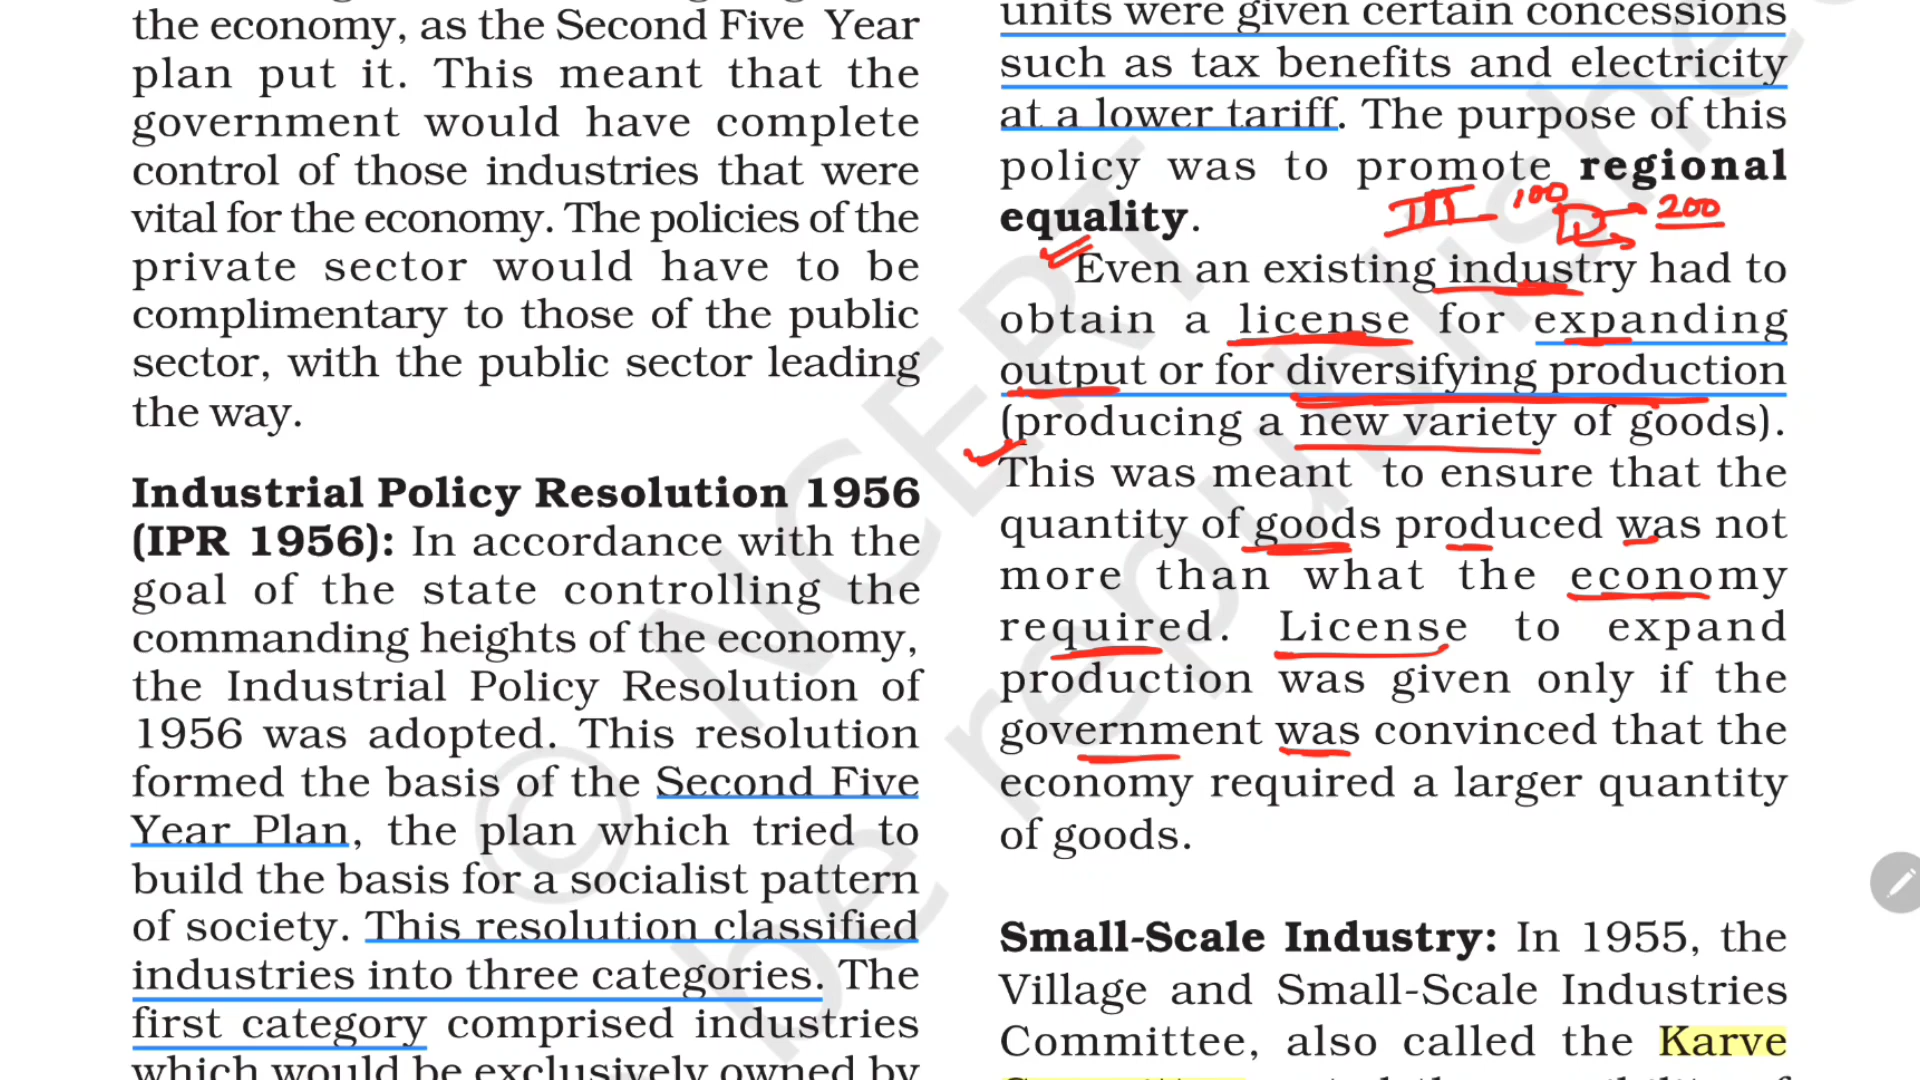 the economy, as the Second Five Year
plan put it. This meant that the
government would have complete
control of those industries that were
vital for the economy. The policies of the
private sector would have to be
complimentary to those of the public
sector, with the public sector leading
the way.
Industrial Policy Resolution 1956
(IPR 1956): In accordance with the
goal of the state controlling the
commanding heights of the economy,
the Industrial Policy Resolution of
1956 was adopted. This resolution
formed the basis of the Second Five
Year Plan, the plan which tried to
build the basis for a socialist pattern
of society. This resolution classified
industries into three categories. The
first category comprised industries
which would be exclusively owned by
units were given certain concessions
such as tax benefits and electricity
at a lower tariff. The purpose of this
policy was to promote regional
equality.
100
200
Even an existing industry had to
obtain a license for expanding
output or for diversifying production
(producing a new variety of goods).
This was meant to ensure that the
quantity of goods produced was not
more than what the economy
required. License to expand
production was given only if the
government was convinced that the
economy required a larger quantity
of goods.
Small-Scale Industry: In 1955, the
Village and Small-Scale Industries
Committee, also called the Karve
© NCERT
be republishe